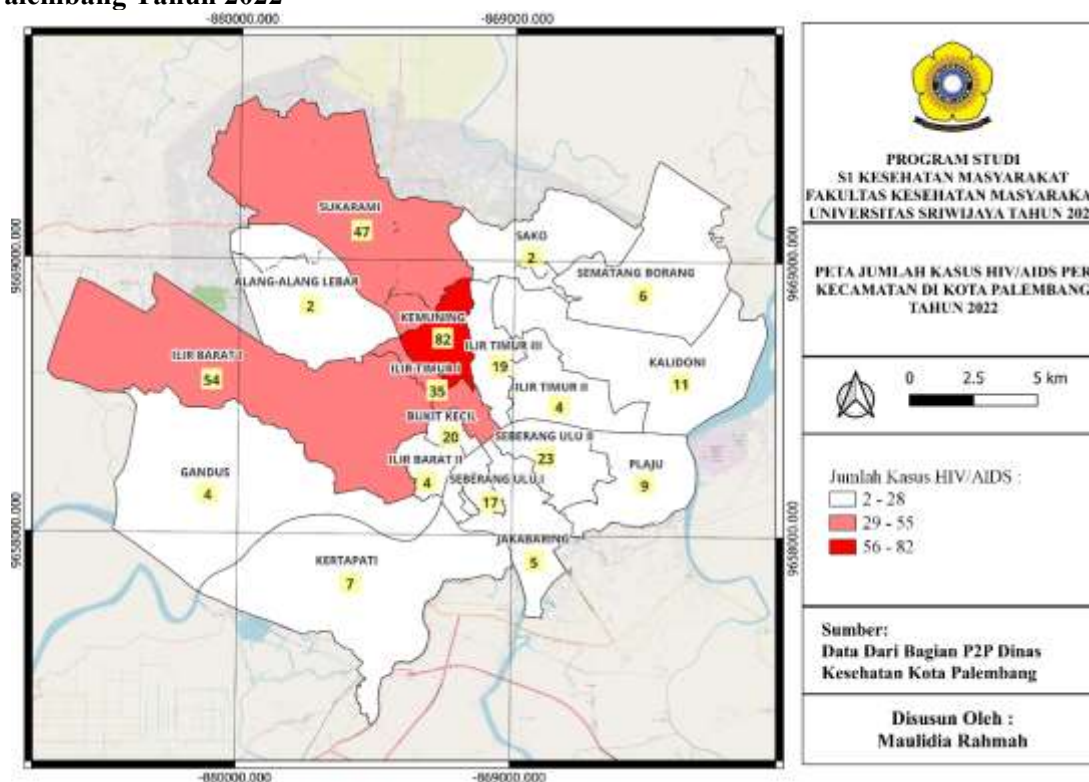 Palembang Tahun 2022
-880000.000
-869000.000
9669000.000
9658000.000
SUKARAMI
47
SAKO
2
SEMATANG BORANG
6
ALANG-ALANG LEBAR
2
KEMUNING
82
ILIR TIMUR III
19
KALIDONI
11
ILIR BARAT I
54
ILIR TIMUR I
35
ILIR TIMUR II
4
BUKIT KECIL
20
SEBERANG ULU II
23
ILIR BARAT II
4
PLAJU
9
GANDUS
4
SEBERANG ULU I
17
JAKABARING
5
KERTAPATI
7
9669000.000
9658000.000
-880000.000
-869000.000
PROGRAM STUDI
S1 KESEHATAN MASYARAKAT
FAKULTAS KESEHATAN MASYARAKA
UNIVERSITAS SRIWIJAYA TAHUN 202
PETA JUMLAH KASUS HIV/AIDS PER
KECAMATAN DI KOTA PALEMBANG
TAHUN 2022
0 2.5 5 km
Jumlah Kasus HIV/AIDS :
2 - 28
29 - 55
56 - 82
Sumber:
Data Dari Bagian P2P Dinas
Kesehatan Kota Palembang
Disusun Oleh :
Maulidia Rahmah